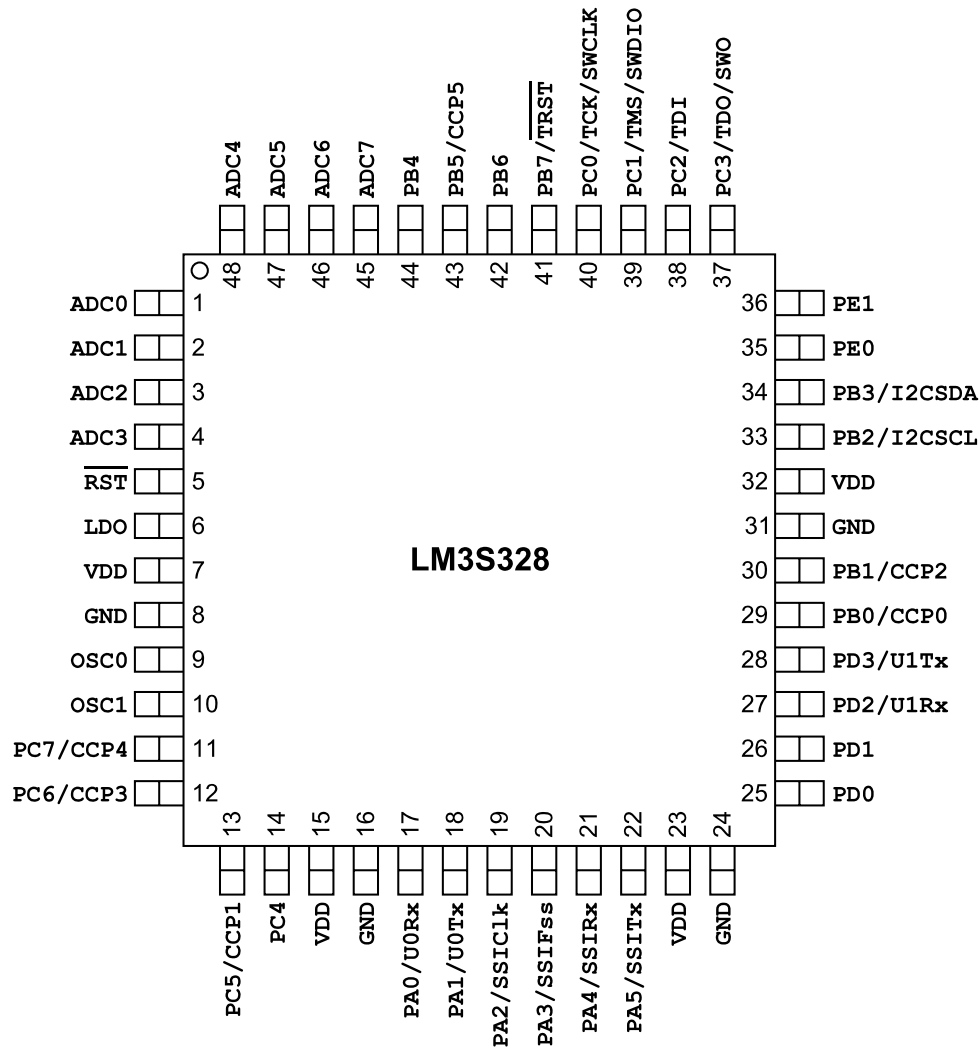 ADC4
ADC5
ADC6
ADC7
PB4
PB5/CCP5
PB6
PB7/TRST
PC0/TCK/SWCLK
PC1/TMS/SWDIO
PC2/TDI
PC3/TDO/SWO
48
47
46
45
44
43
42
41
40
39
38
37
ADC0 1
ADC1 2
ADC2 3
ADC3 4
RST 5
LDO 6
VDD 7
GND 8
OSC0 9
OSC1 10
PC7/CCP4 11
PC6/CCP3 12
LM3S328
36 PE1
35 PE0
34 PB3/I2CSDA
33 PB2/I2CSCL
32 VDD
31 GND
30 PB1/CCP2
29 PB0/CCP0
28 PD3/U1Tx
27 PD2/U1Rx
26 PD1
25 PD0
13
14
15
16
17
18
19
20
21
22
23
24
PC5/CCP1
PC4
VDD
GND
PA0/U0Rx
PA1/U0Tx
PA2/SSIClk
PA3/SSIFss
PA4/SSIRx
PA5/SSITx
VDD
GND